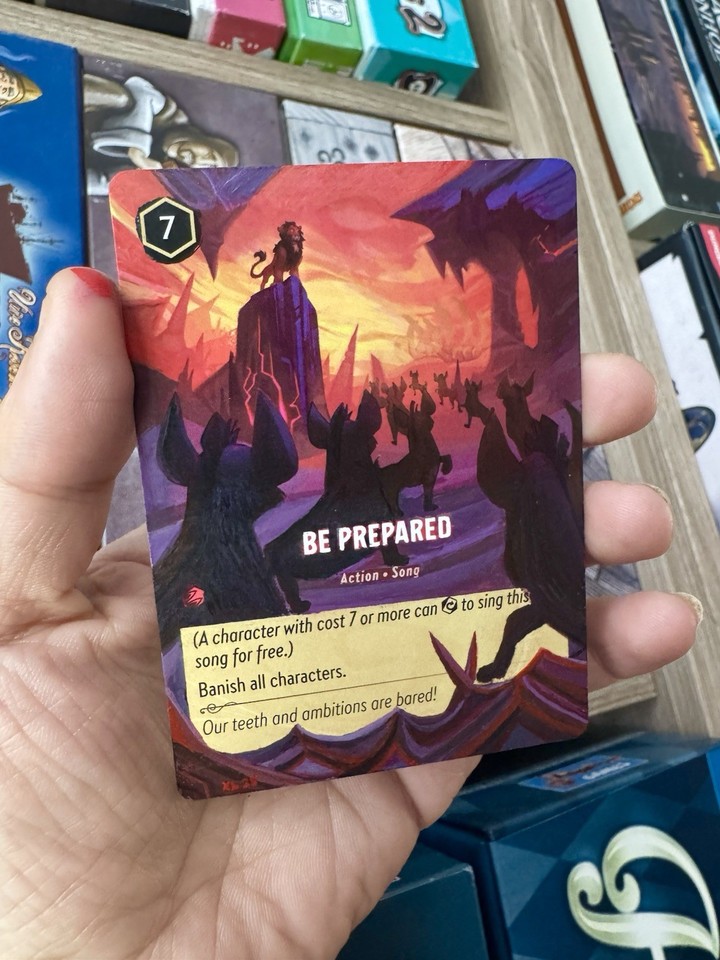 7
BE PREPARED
Action • Song
(A character with cost 7 or more can to sing this
song for free.)
Banish all characters.
Our teeth and ambitions are bared!